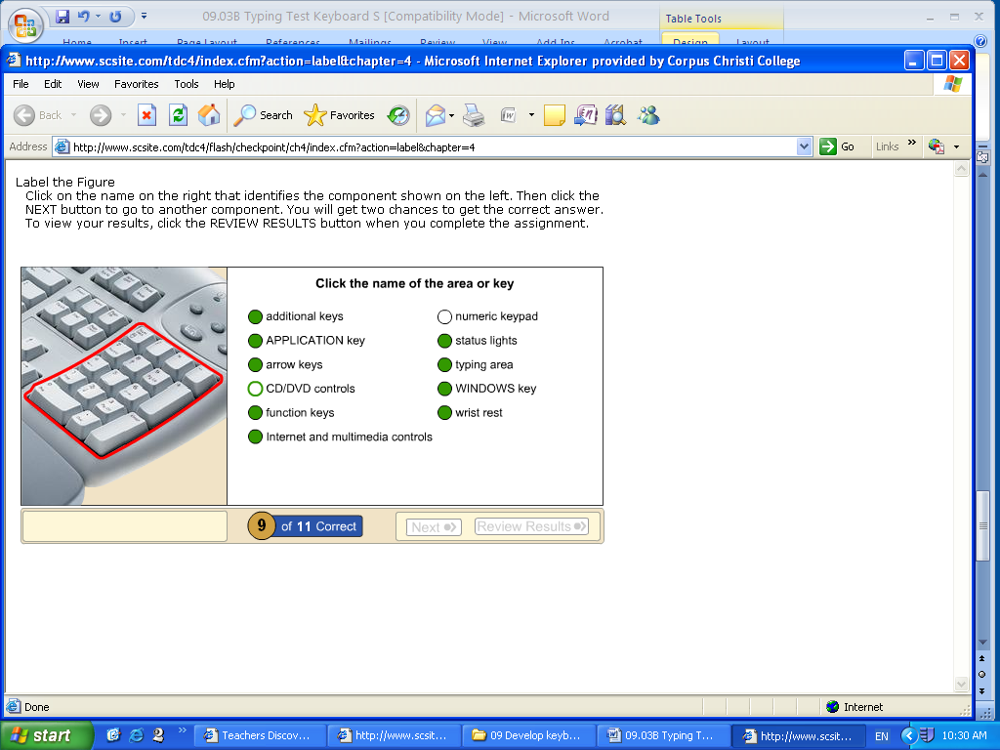 09.03B Typing Test Keyboard S [Compatibility Mode] - Microsoft Word
Table Tools
Home Insert Page Layout References Mailings Review View Add-Ins Acrobat Design Layout
http://www.scsite.com/tdc4/index.cfm?action=label&chapter=4 - Microsoft Internet Explorer provided by Corpus Christi College
File Edit View Favorites Tools Help
Back Search Favorites
Address http://www.scsite.com/tdc4/flash/checkpoint/ch4/index.cfm?action=label&chapter=4 Go Links »
Label the Figure
Click on the name on the right that identifies the component shown on the left. Then click the
NEXT button to go to another component. You will get two chances to get the correct answer.
To view your results, click the REVIEW RESULTS button when you complete the assignment.
Click the name of the area or key
additional keys numeric keypad
APPLICATION key status lights
arrow keys typing area
CD/DVD controls WINDOWS key
function keys wrist rest
Internet and multimedia controls
9 of 11 Correct Next Review Results
Done Internet
start » Teachers Discov... http://www.scsit... 09 Develop keyb... 09.03B Typing T... http://www.scsit... EN 10:30 AM